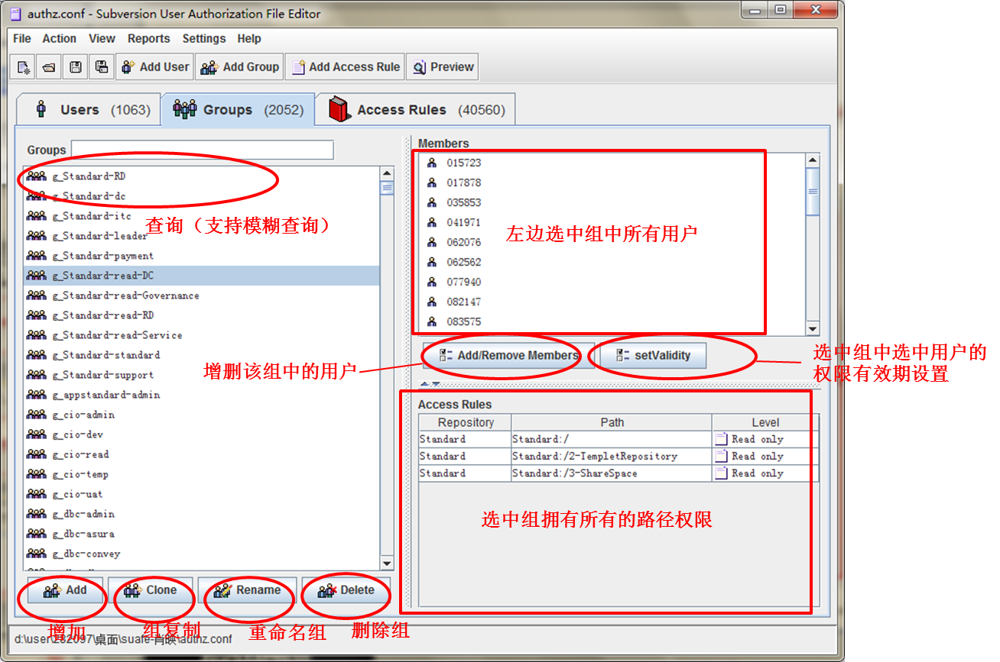 authz.conf - Subversion User Authorization File Editor
File Action View Reports Settings Help
Add User Add Group Add Access Rule Preview
Users (1063) Groups (2052) Access Rules (40560)
Groups
g_Standard-RD
g_Standard-dc
g_Standard-itc
查询（支持模糊查询）
g_Standard-leader
g_Standard-payment
g_Standard-read-DC
g_Standard-read-Governance
g_Standard-read-RD
g_Standard-read-Service
g_Standard-standard
g_Standard-support
g_appstandard-admin
g_cio-admin
g_cio-dev
g_cio-read
g_cio-temp
g_cio-uat
g_dbc-admin
g_dbc-asura
g_dbc-convey
Add Clone Rename Delete
增加 组复制 重命名组 删除组
Members
015723
017878
035853
041971
062076
062562
077940
082147
083575
左边选中组中所有用户
Add/Remove Members setValidity
增删该组中的用户
选中组中选中用户的
权限有效期设置
Access Rules
Repository Path Level
Standard Standard:/ Read only
Standard Standard:/2-TempletRepository Read only
Standard Standard:/3-ShareSpace Read only
选中组拥有所有的路径权限
d:\user\282097\桌面\suafe-肖映\authz.conf